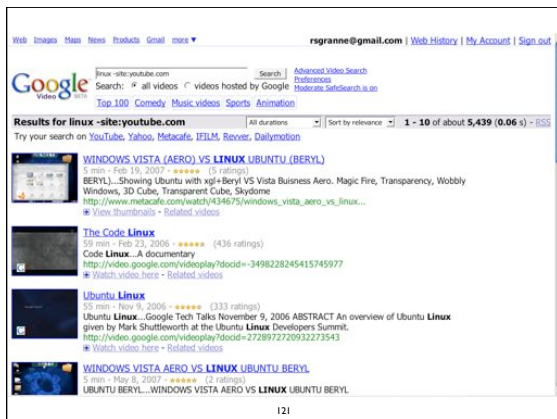 Web Images Maps News Products Gmail more ▼
rsgranne@gmail.com | Web History | My Account | Sign out
Google
Video BETA
linux -site:youtube.com Search Advanced Video Search
Preferences
Search: all videos videos hosted by Google Moderate SafeSearch is on
Top 100 Comedy Music videos Sports Animation
Results for linux -site:youtube.com All durations Sort by relevance 1 - 10 of about 5,439 (0.06 s) - RSS
Try your search on YouTube, Yahoo, Metacafe, IFILM, Revver, Dailymotion
WINDOWS VISTA (AERO) VS LINUX UBUNTU (BERYL)
5 min - Feb 19, 2007 - ★★★★★ (5 ratings)
BERYL)...Showing Ubuntu with xgl+Beryl VS Vista Buisness Aero. Magic Fire, Transparency, Wobbly
Windows, 3D Cube, Transparent Cube, Skydome
http://www.metacafe.com/watch/434675/windows_vista_aero_vs_linux...
View thumbnails - Related videos
The Code Linux
59 min - Feb 23, 2006 - ★★★★★ (436 ratings)
Code Linux...A documentary
http://video.google.com/videoplay?docid=-3498228245415745977
Watch video here - Related videos
Ubuntu Linux
55 min - Nov 9, 2006 - ★★★★★ (333 ratings)
Ubuntu Linux...Google Tech Talks November 9, 2006 ABSTRACT An overview of Ubuntu Linux
given by Mark Shuttleworth at the Ubuntu Linux Developers Summit.
http://video.google.com/videoplay?docid=2728972720932273543
Watch video here - Related videos
WINDOWS VISTA AERO VS LINUX UBUNTU BERYL
5 min - May 8, 2007 - ★★★★★ (2 ratings)
UBUNTU BERYL...WINDOWS VISTA AERO VS LINUX UBUNTU BERYL
121